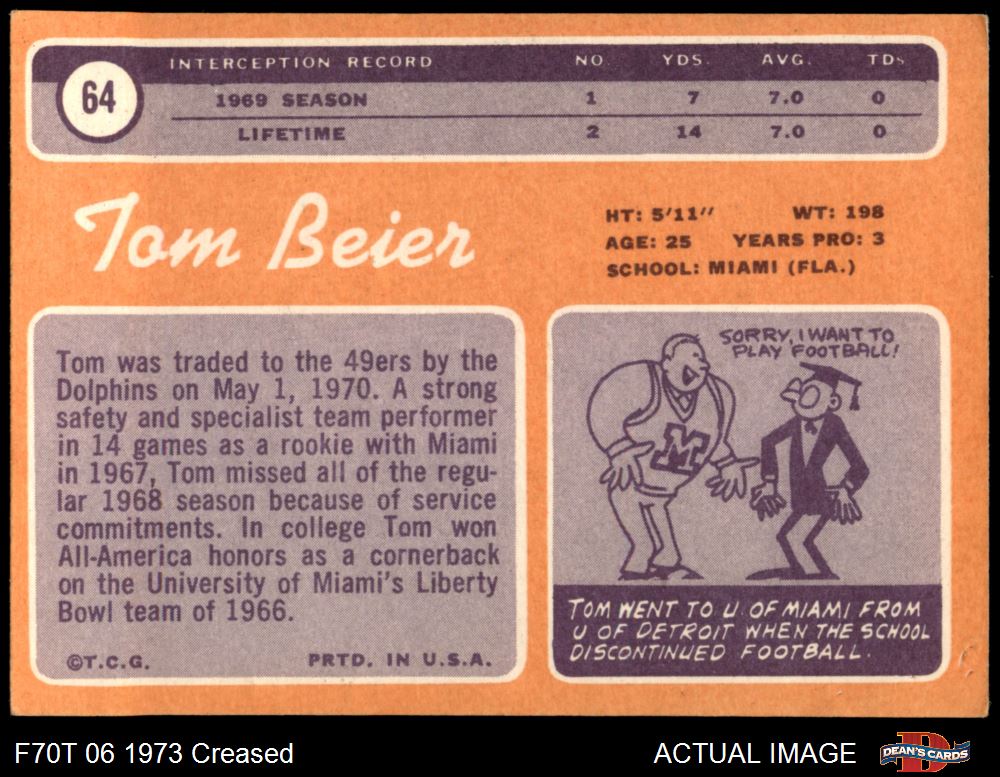 64
INTERCEPTION RECORD NO. YDS. AVG. TDs
1969 SEASON 1 7 7.0 0
LIFETIME 2 14 7.0 0
Tom Beier
HT: 5'11" WT: 198
AGE: 25 YEARS PRO: 3
SCHOOL: MIAMI (FLA.)
Tom was traded to the 49ers by the
Dolphins on May 1, 1970. A strong
safety and specialist team performer
in 14 games as a rookie with Miami
in 1967, Tom missed all of the regu-
lar 1968 season because of service
commitments. In college Tom won
All-America honors as a cornerback
on the University of Miami's Liberty
Bowl team of 1966.
©T.C.G. PRTD. IN U.S.A.
SORRY, I WANT TO
PLAY FOOTBALL!
M
TOM WENT TO U. OF MIAMI FROM
U OF DETROIT WHEN THE SCHOOL
DISCONTINUED FOOTBALL.
F70T 06 1973 Creased
ACTUAL IMAGE
D
DEAN'S CARDS